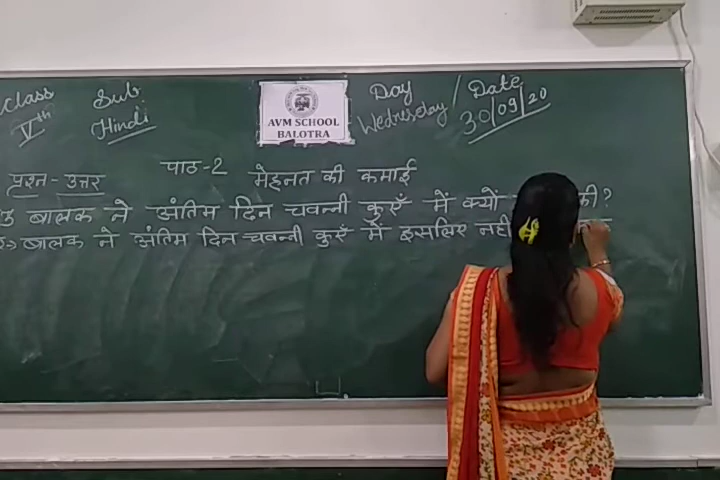 Class Sub Day / Date
Vth Hindi Wednesday 30/09/20
AVM SCHOOL
BALOTRA
पाठ-2 मेहनत की कमाई
प्रश्न-उत्तर
बालक ने अंतिम दिन चवन्नी कुएँ में क्यों की?
बालक ने अंतिम दिन चवन्नी कुएँ में इसलिए नही